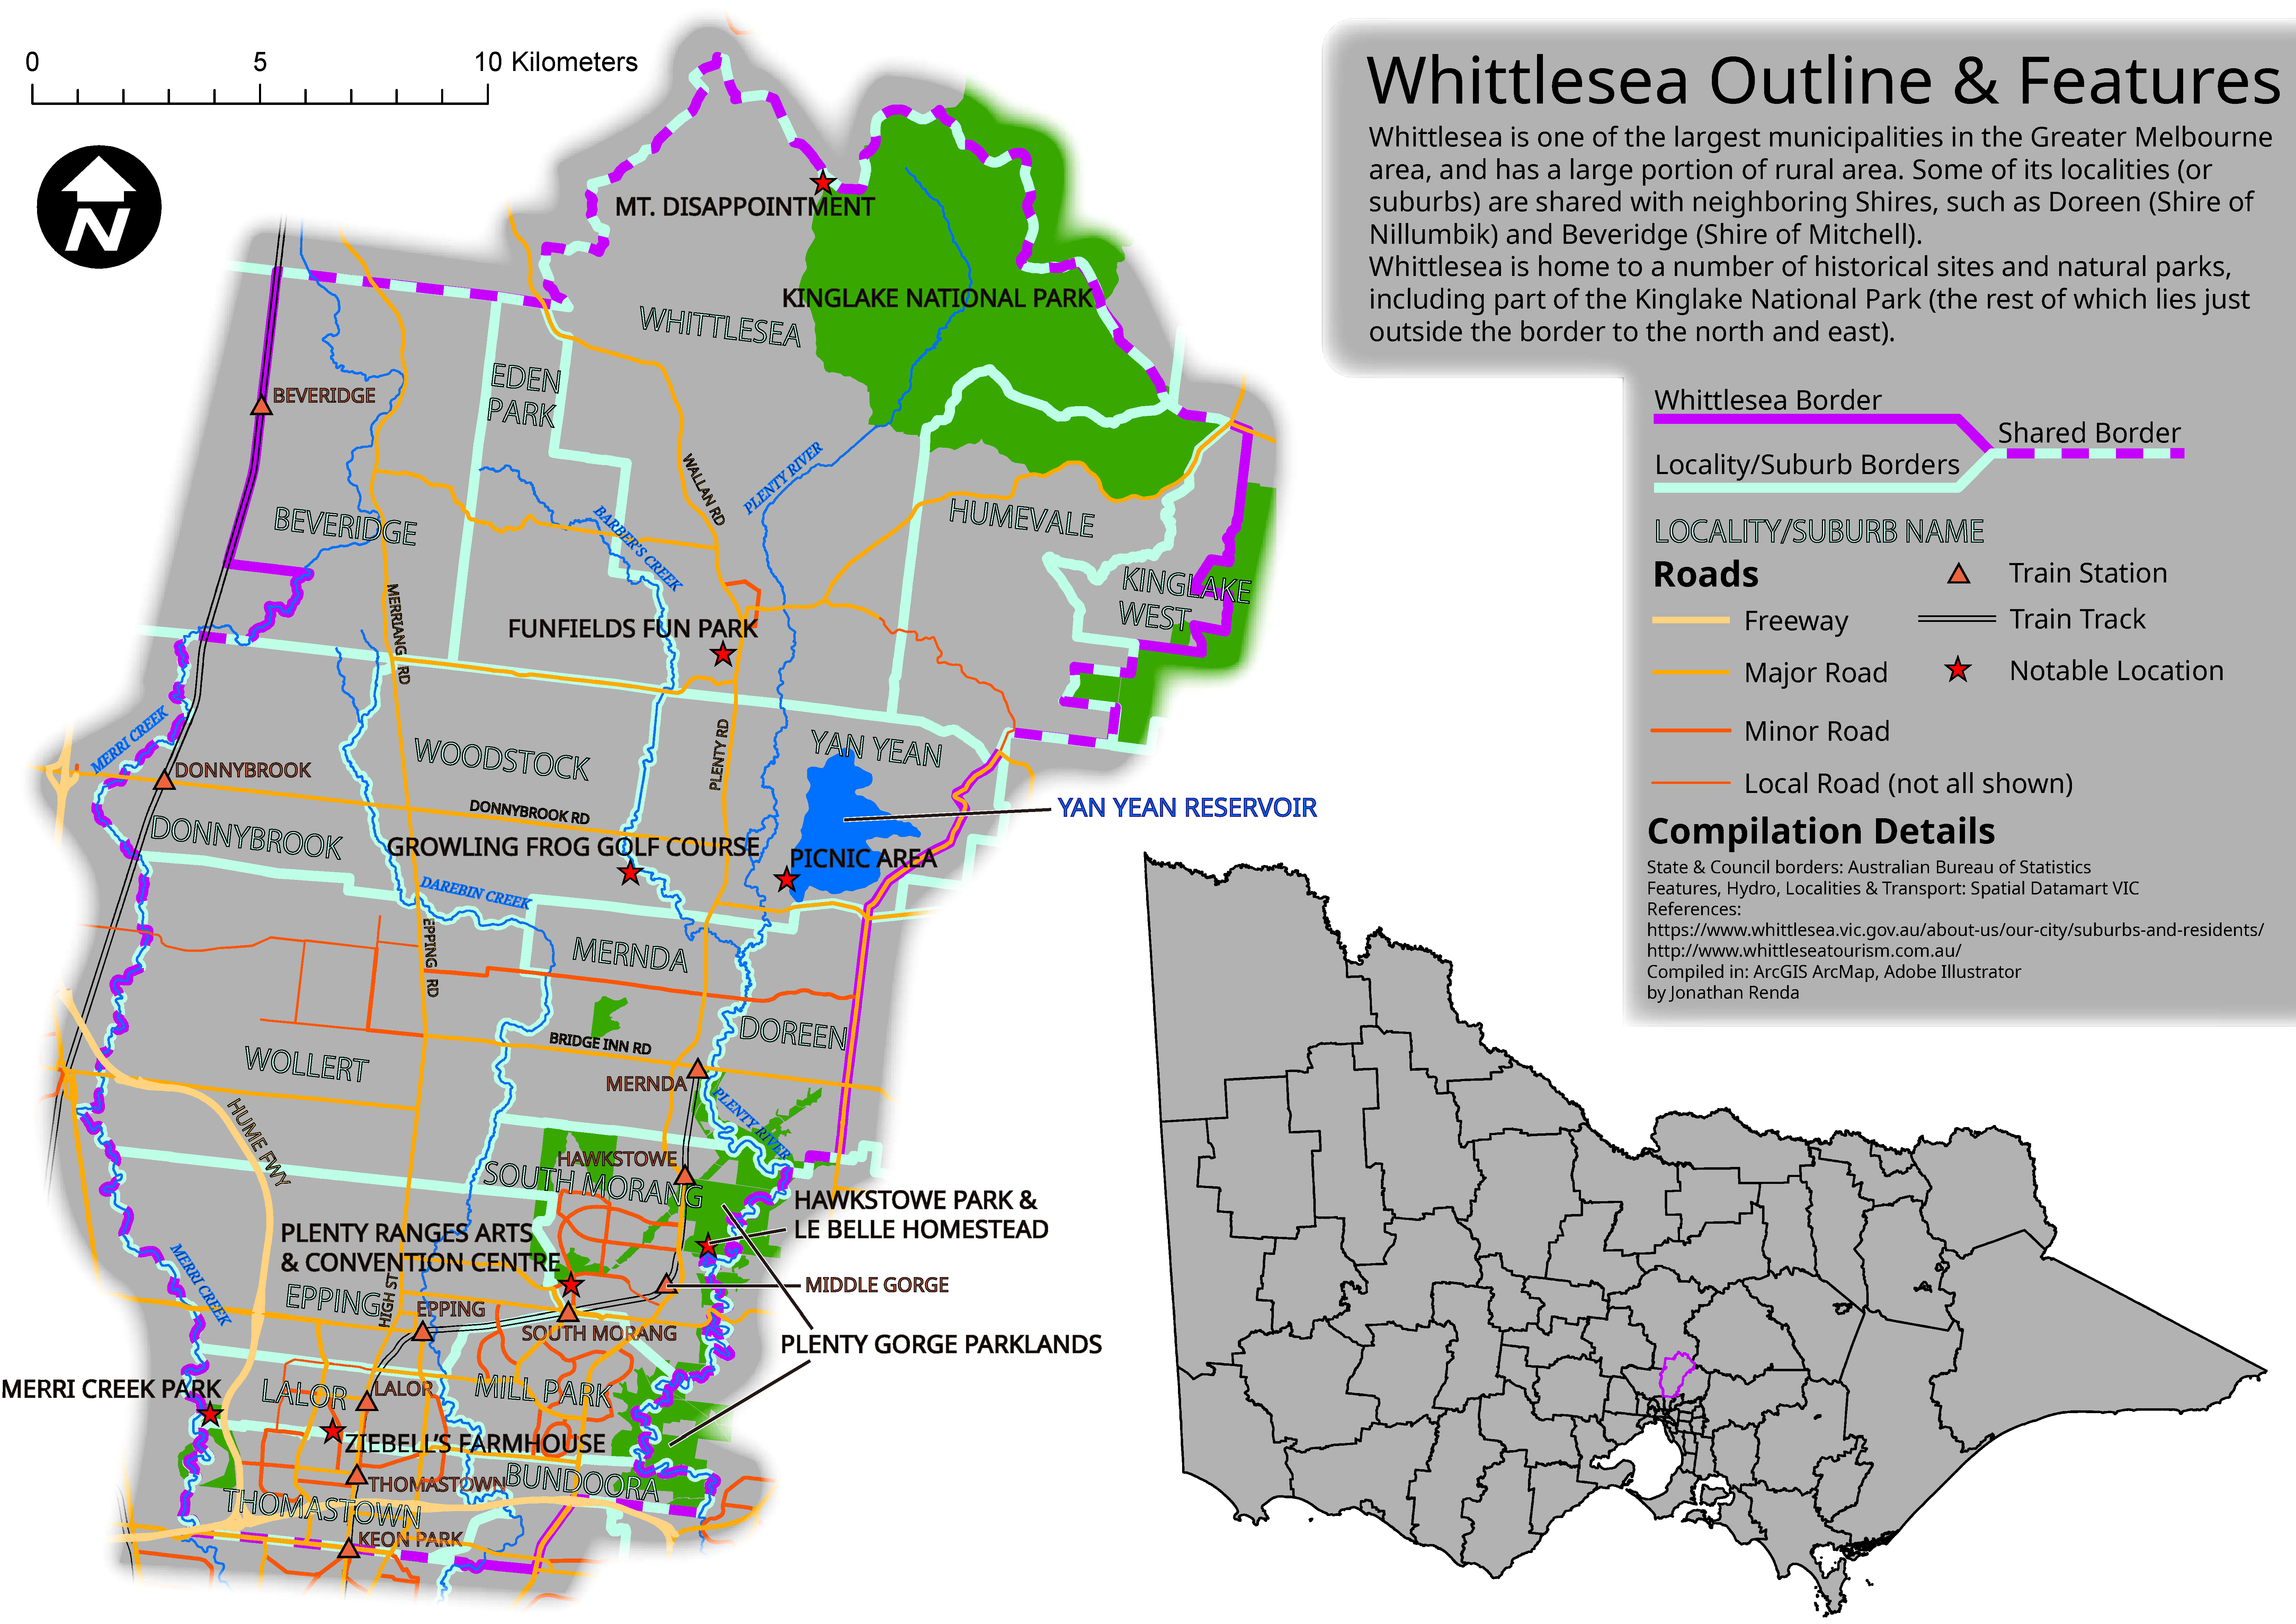 0 5 10 Kilometers
N
Whittlesea Outline & Features
Whittlesea is one of the largest municipalities in the Greater Melbourne
area, and has a large portion of rural area. Some of its localities (or
suburbs) are shared with neighboring Shires, such as Doreen (Shire of
Nillumbik) and Beveridge (Shire of Mitchell).
Whittlesea is home to a number of historical sites and natural parks,
including part of the Kinglake National Park (the rest of which lies just
outside the border to the north and east).
Whittlesea Border
Shared Border
Locality/Suburb Borders
LOCALITY/SUBURB NAME
Roads
Train Station
Freeway
Train Track
Major Road
Notable Location
Minor Road
Local Road (not all shown)
Compilation Details
State & Council borders: Australian Bureau of Statistics
Features, Hydro, Localities & Transport: Spatial Datamart VIC
References:
https://www.whittlesea.vic.gov.au/about-us/our-city/suburbs-and-residents/
http://www.whittleseatourism.com.au/
Compiled in: ArcGIS ArcMap, Adobe Illustrator
by Jonathan Renda
MT. DISAPPOINTMENT
KINGLAKE NATIONAL PARK
WHITTLESEA
EDEN
PARK
BEVERIDGE
WALLAN RD
PLENTY RIVER
BEVERIDGE
BARBER'S CREEK
HUMEVALE
KINGLAKE
WEST
MERRIANG RD
FUNFIELDS FUN PARK
MERRI CREEK
DONNYBROOK
WOODSTOCK
PLENTY RD
YAN YEAN
DONNYBROOK RD
YAN YEAN RESERVOIR
DONNYBROOK
GROWLING FROG GOLF COURSE
PICNIC AREA
DAREBIN CREEK
EPPING RD
MERNDA
DOREEN
BRIDGE INN RD
WOLLERT
MERNDA
HUME FWY
PLENTY RIVER
HAWKSTOWE
SOUTH MORANG
HAWKSTOWE PARK &
LE BELLE HOMESTEAD
PLENTY RANGES ARTS
& CONVENTION CENTRE
MERRI CREEK
MIDDLE GORGE
EPPING
HIGH ST
EPPING
SOUTH MORANG
PLENTY GORGE PARKLANDS
MERRI CREEK PARK
LALOR
LALOR
MILL PARK
ZIEBELL'S FARMHOUSE
THOMASTOWN
BUNDOORA
THOMASTOWN
KEON PARK